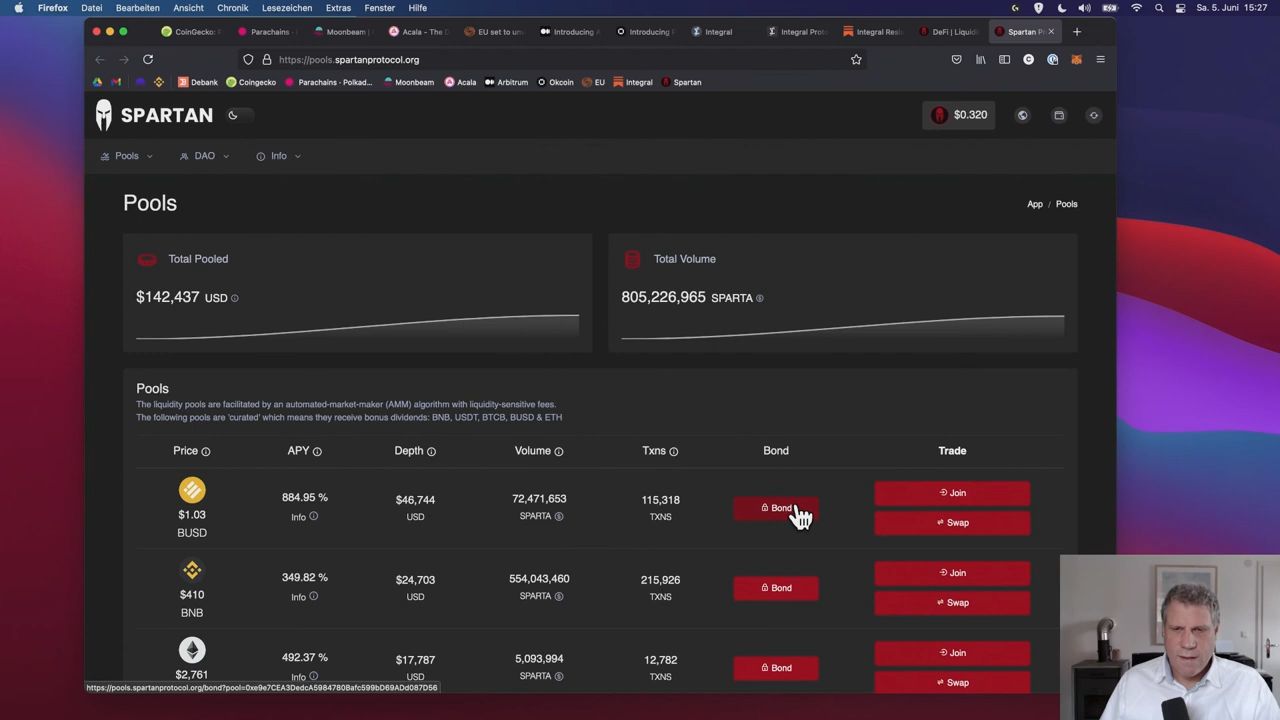 Firefox Datei Bearbeiten Ansicht Chronik Lesezeichen Extras Fenster Hilfe Sa. 5. Juni 15:27
CoinGecko: Parachains - Moonbeam | Acala - The D EU set to un Introducing A Introducing Integral Integral Proto Integral Resi DeFi | Liquidi Spartan P
https://pools.spartanprotocol.org
Debank Coingecko Parachains - Polkad... Moonbeam Acala Arbitrum Okcoin EU Integral Spartan
SPARTAN $0.320
Pools DAO Info
Pools App / Pools
Total Pooled Total Volume
$142,437 USD 805,226,965 SPARTA
Pools
The liquidity pools are facilitated by an automated-market-maker (AMM) algorithm with liquidity-sensitive fees.
The following pools are 'curated' which means they receive bonus dividends: BNB, USDT, BTCB, BUSD & ETH
Price APY Depth Volume Txns Bond Trade
$1.03 BUSD 884.95 % Info $46,744 USD 72,471,653 SPARTA 115,318 TXNS Bond Join Swap
$410 BNB 349.82 % Info $24,703 USD 554,043,460 SPARTA 215,926 TXNS Bond Join Swap
$2,761 492.37 % Info $17,787 USD 5,093,994 SPARTA 12,782 TXNS Bond Join Swap